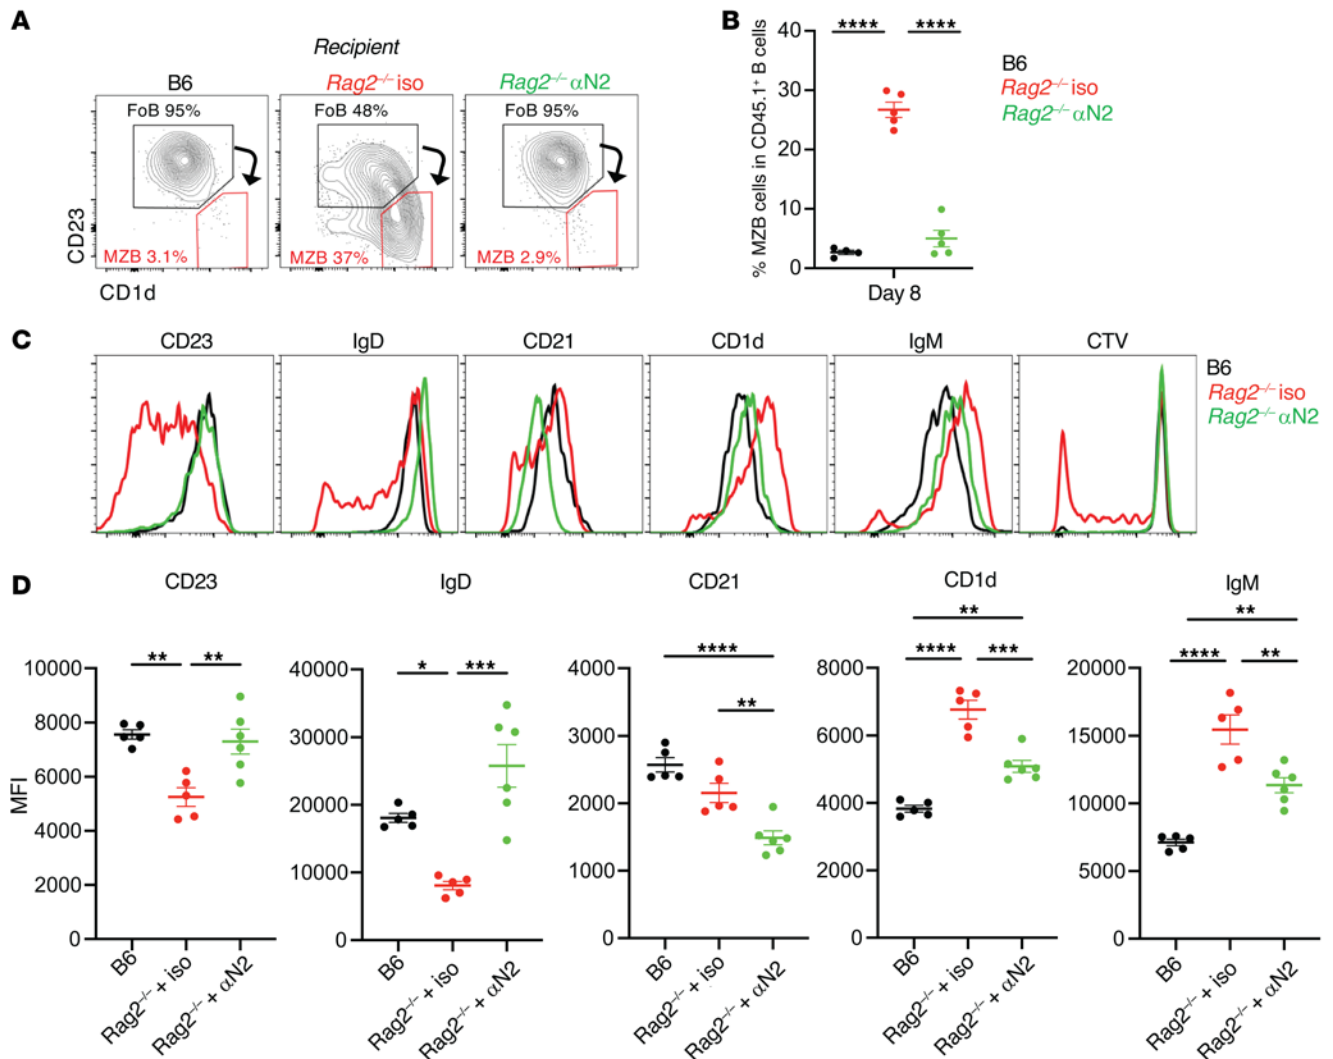 A
Recipient
B6
Rag2–/– iso
Rag2–/– αN2
FoB 95%
FoB 48%
FoB 95%
MZB 3.1%
MZB 37%
MZB 2.9%
CD23
CD1d
B
**** ****
% MZB cells in CD45.1+ B cells
40
30
20
10
0
Day 8
B6
Rag2–/– iso
Rag2–/– αN2
C
CD23 IgD CD21 CD1d IgM CTV
B6
Rag2–/– iso
Rag2–/– αN2
D
MFI
CD23
** **
10000
8000
6000
4000
2000
0
B6
Rag2–/– + iso
Rag2–/– + αN2
IgD
* ***
40000
30000
20000
10000
0
B6
Rag2–/– + iso
Rag2–/– + αN2
CD21
****
**
4000
3000
2000
1000
0
B6
Rag2–/– + iso
Rag2–/– + αN2
CD1d
**
**** ***
8000
6000
4000
2000
0
B6
Rag2–/– + iso
Rag2–/– + αN2
IgM
**
**** **
20000
15000
10000
5000
0
B6
Rag2–/– + iso
Rag2–/– + αN2